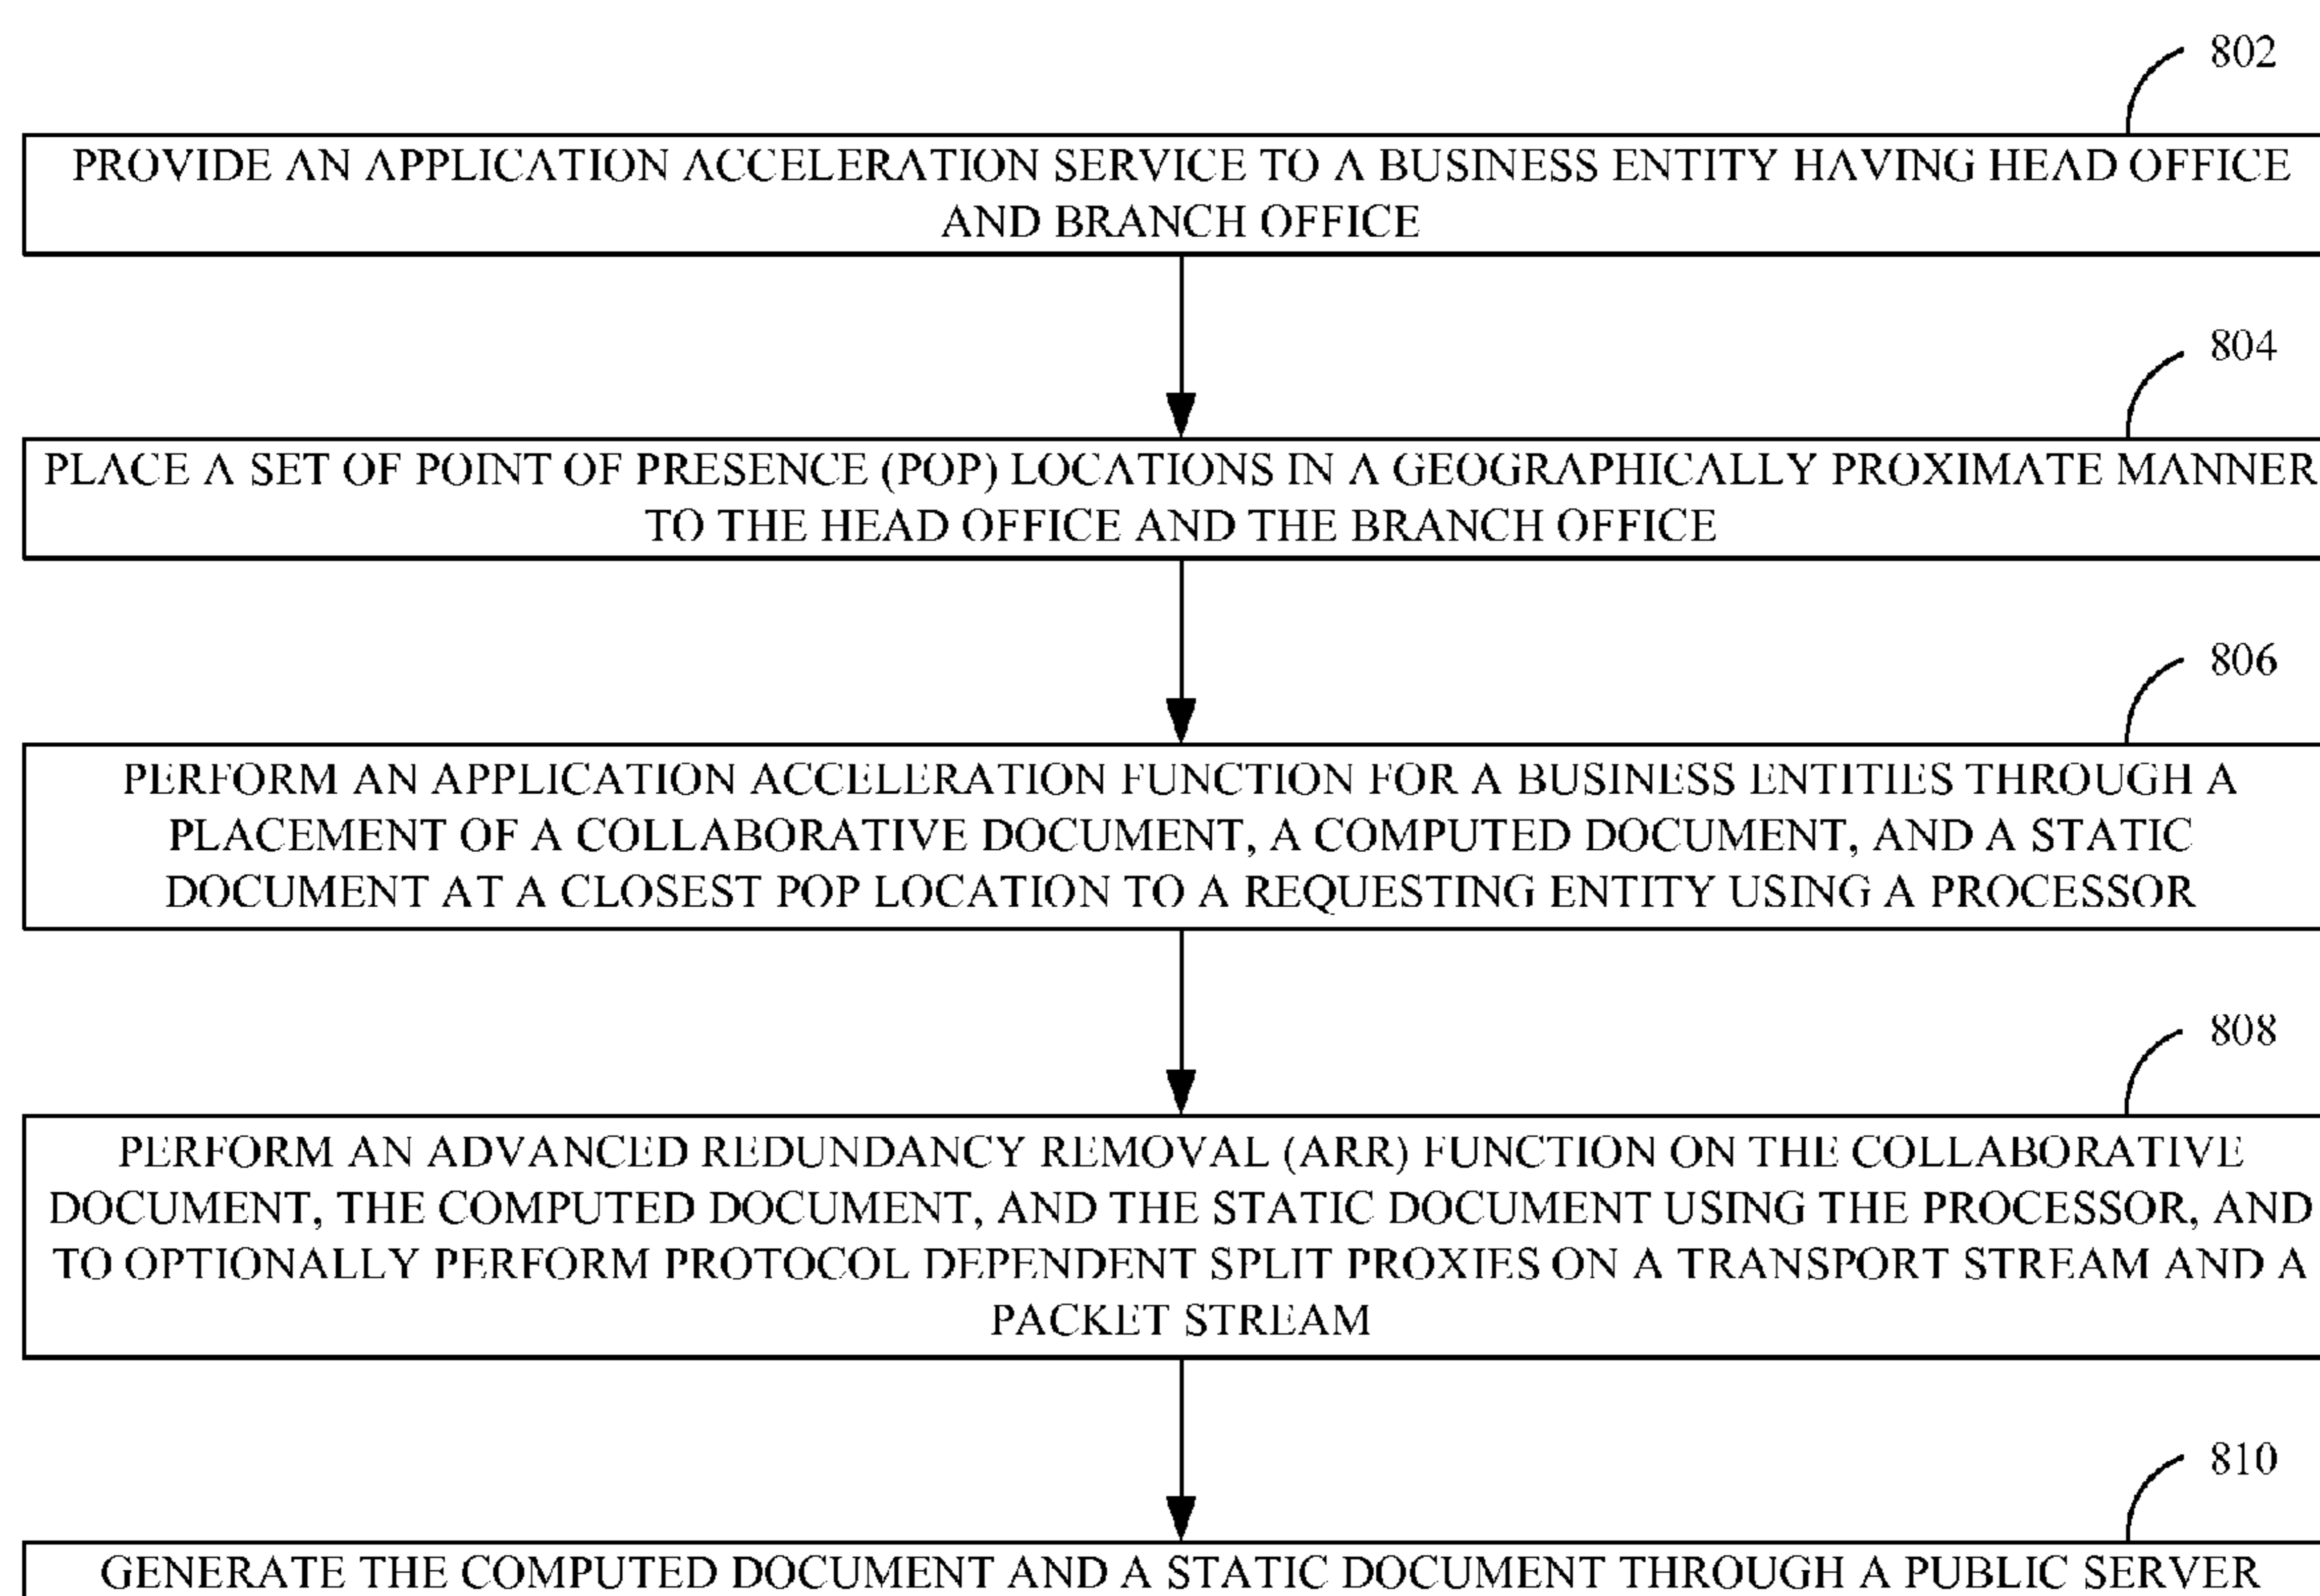 802
PROVIDE AN APPLICATION ACCELERATION SERVICE TO A BUSINESS ENTITY HAVING HEAD OFFICE
AND BRANCH OFFICE
804
PLACE A SET OF POINT OF PRESENCE (POP) LOCATIONS IN A GEOGRAPHICALLY PROXIMATE MANNER
TO THE HEAD OFFICE AND THE BRANCH OFFICE
806
PERFORM AN APPLICATION ACCELERATION FUNCTION FOR A BUSINESS ENTITIES THROUGH A
PLACEMENT OF A COLLABORATIVE DOCUMENT, A COMPUTED DOCUMENT, AND A STATIC
DOCUMENT AT A CLOSEST POP LOCATION TO A REQUESTING ENTITY USING A PROCESSOR
808
PERFORM AN ADVANCED REDUNDANCY REMOVAL (ARR) FUNCTION ON THE COLLABORATIVE
DOCUMENT, THE COMPUTED DOCUMENT, AND THE STATIC DOCUMENT USING THE PROCESSOR, AND
TO OPTIONALLY PERFORM PROTOCOL DEPENDENT SPLIT PROXIES ON A TRANSPORT STREAM AND A
PACKET STREAM
810
GENERATE THE COMPUTED DOCUMENT AND A STATIC DOCUMENT THROUGH A PUBLIC SERVER